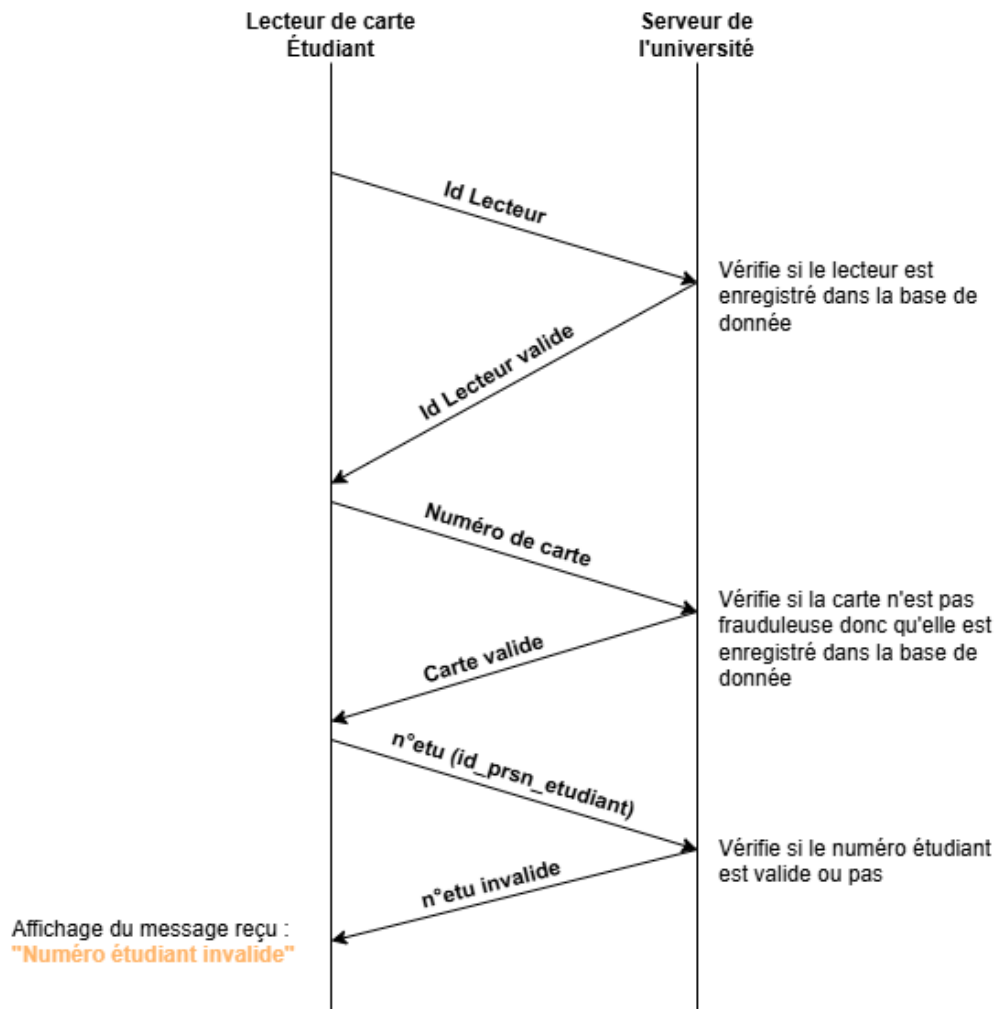 Lecteur de carte
Étudiant
Serveur de
l'université
Id Lecteur
Vérifie si le lecteur est
enregistré dans la base de
donnée
Id Lecteur valide
Numéro de carte
Vérifie si la carte n'est pas
frauduleuse donc qu'elle est
enregistré dans la base de
donnée
Carte valide
n°etu (id_prsn_etudiant)
Vérifie si le numéro étudiant
est valide ou pas
n°etu invalide
Affichage du message reçu :
"Numéro étudiant invalide"